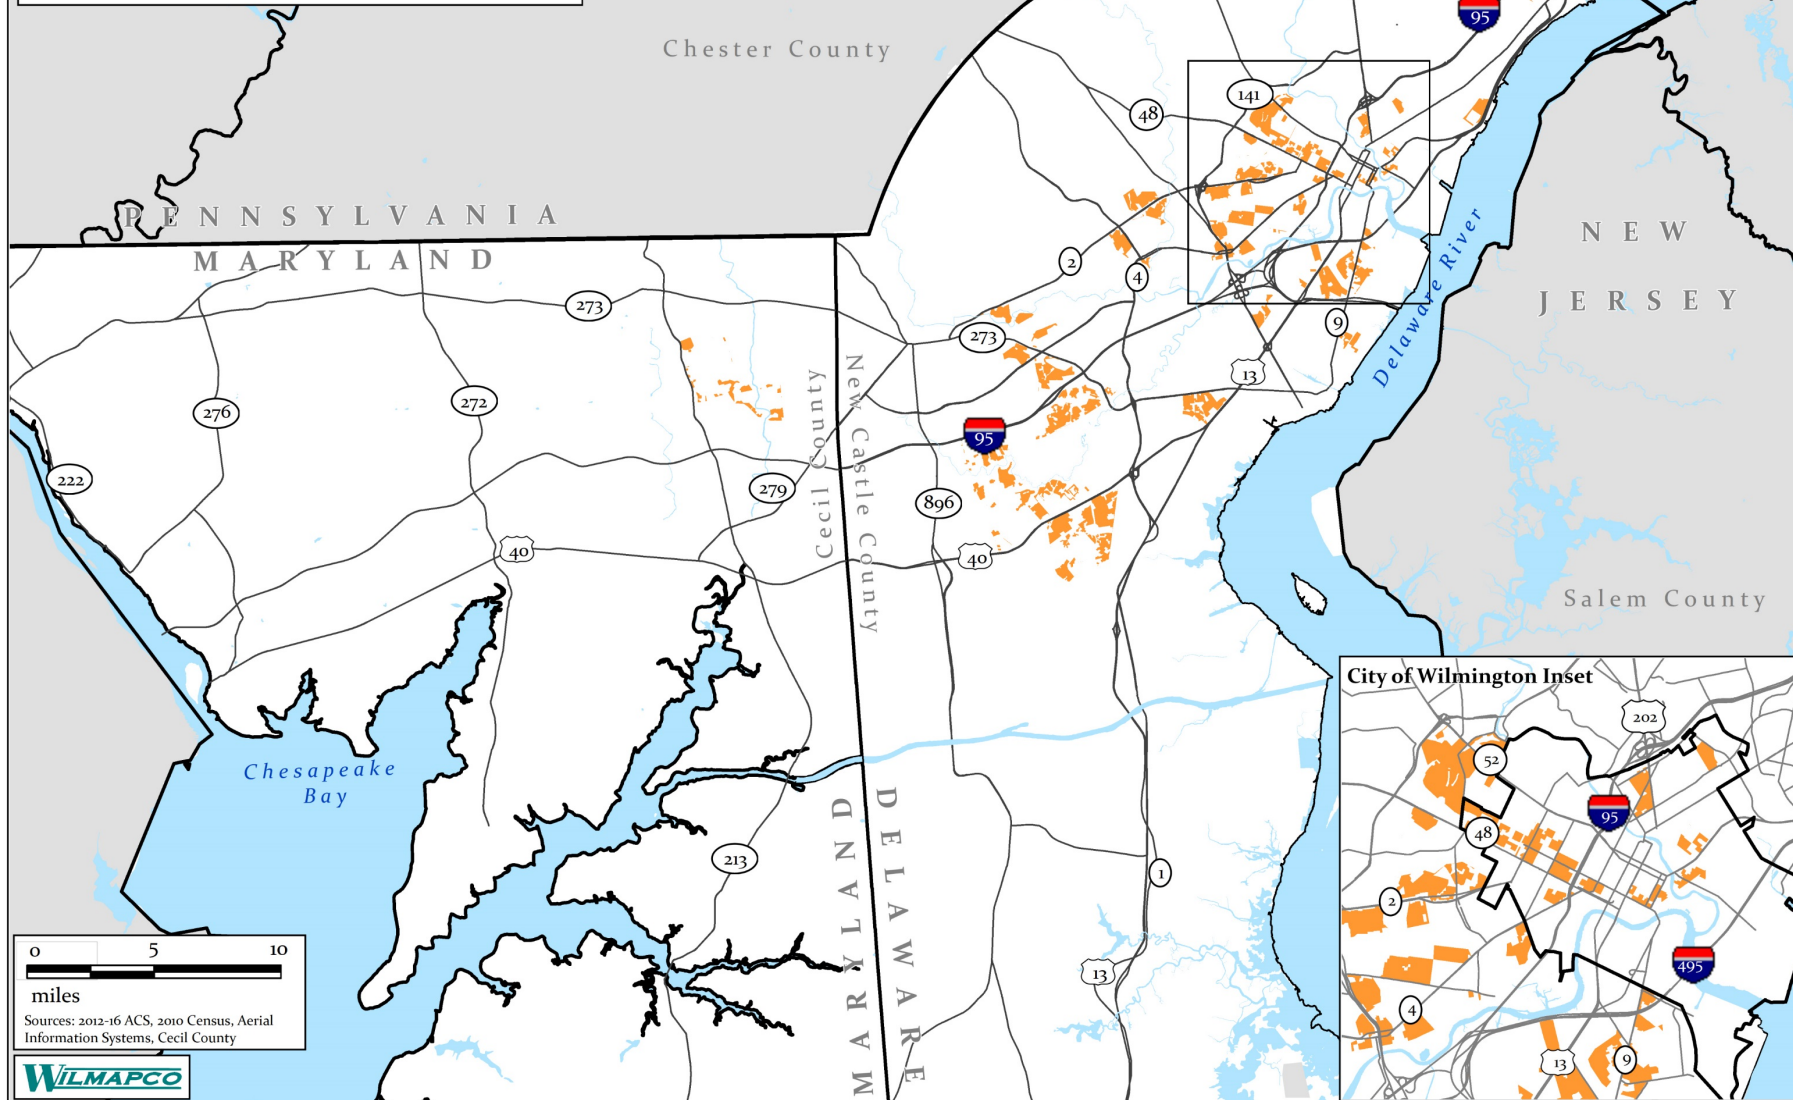 95
Chester County
141
48
PENNSYLVANIA
MARYLAND
NEW
JERSEY
Delaware River
2
4
273
273
9
13
276
272
Cecil County
New Castle County
95
222
279
896
40
40
Salem County
Chesapeake
Bay
213
MARYLAND
DELAWARE
1
13
City of Wilmington Inset
202
52
95
48
2
495
4
13
9
0 5 10
miles
Sources: 2012-16 ACS, 2010 Census, Aerial
Information Systems, Cecil County
WILMAPCO